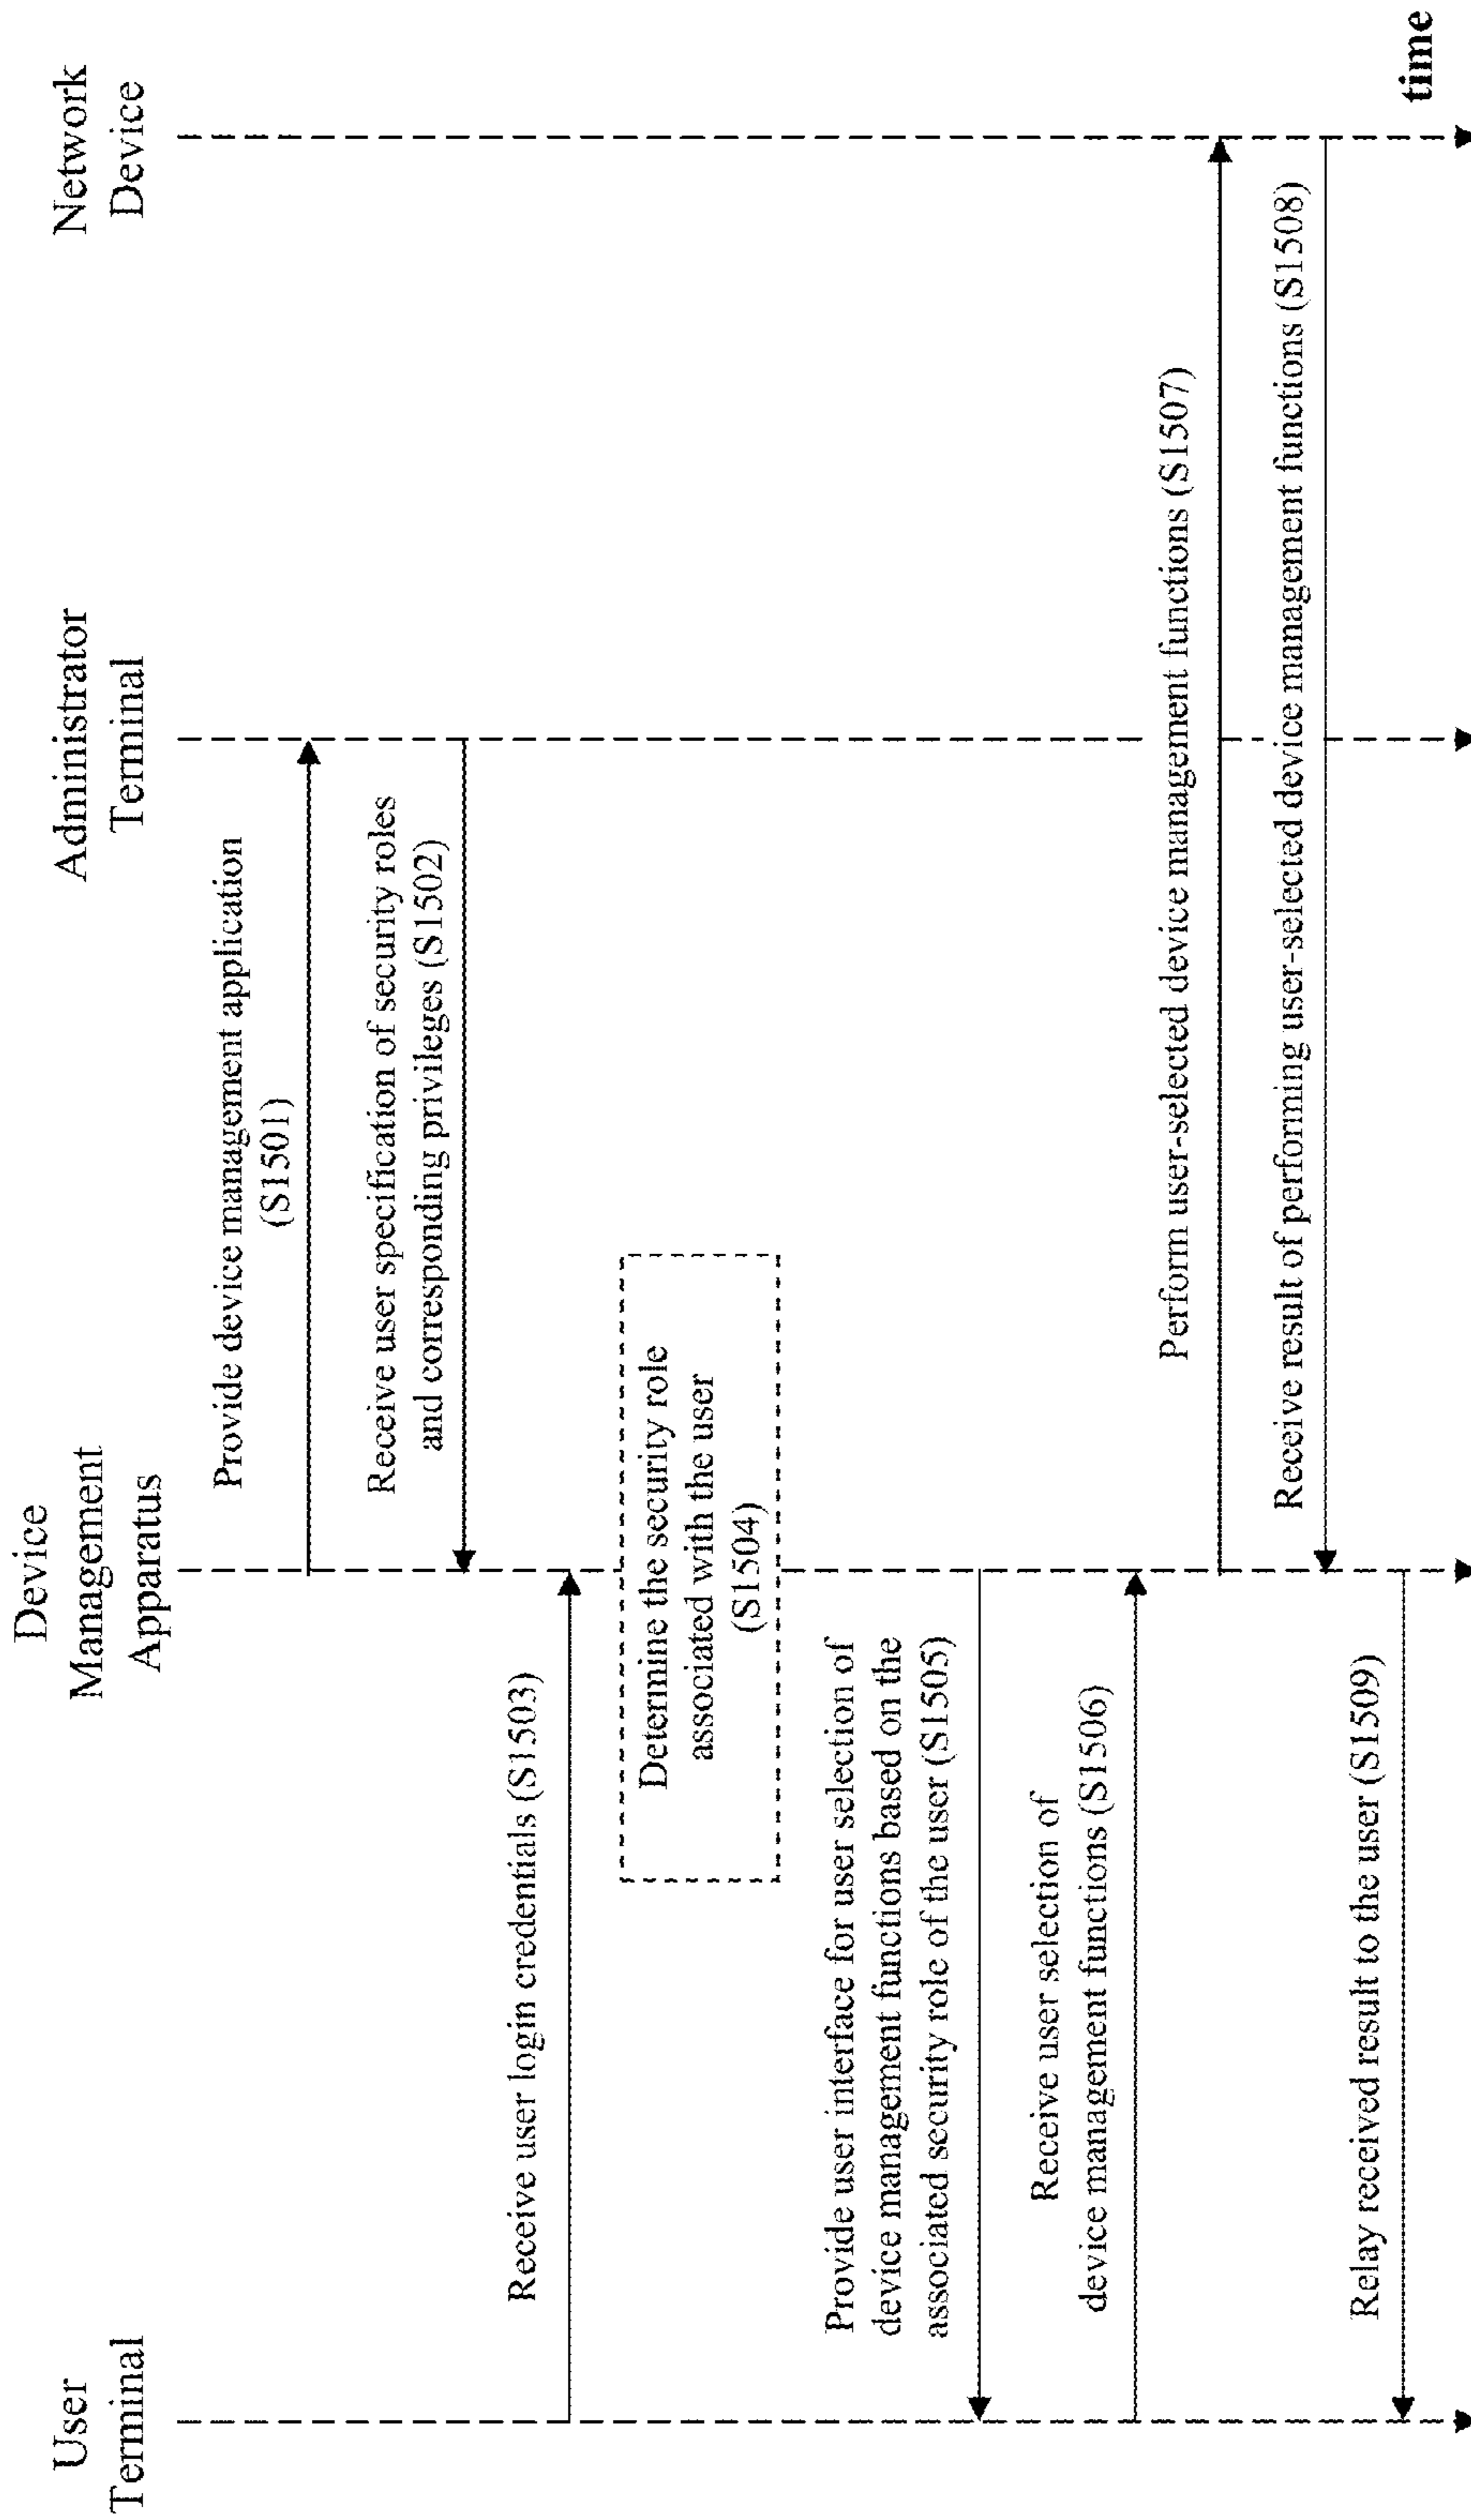 User
Terminal
Device
Management
Apparatus
Administrator
Terminal
Network
Device
Provide device management application
(S1501)
Receive user specification of security roles
and corresponding privileges (S1502)
Receive user login credentials (S1503)
Determine the security role
associated with the user
(S1504)
Provide user interface for user selection of
device management functions based on the
associated security role of the user (S1505)
Receive user selection of
device management functions (S1506)
Perform user-selected device management functions (S1507)
Receive result of performing user-selected device management functions (S1508)
Relay received result to the user (S1509)
time